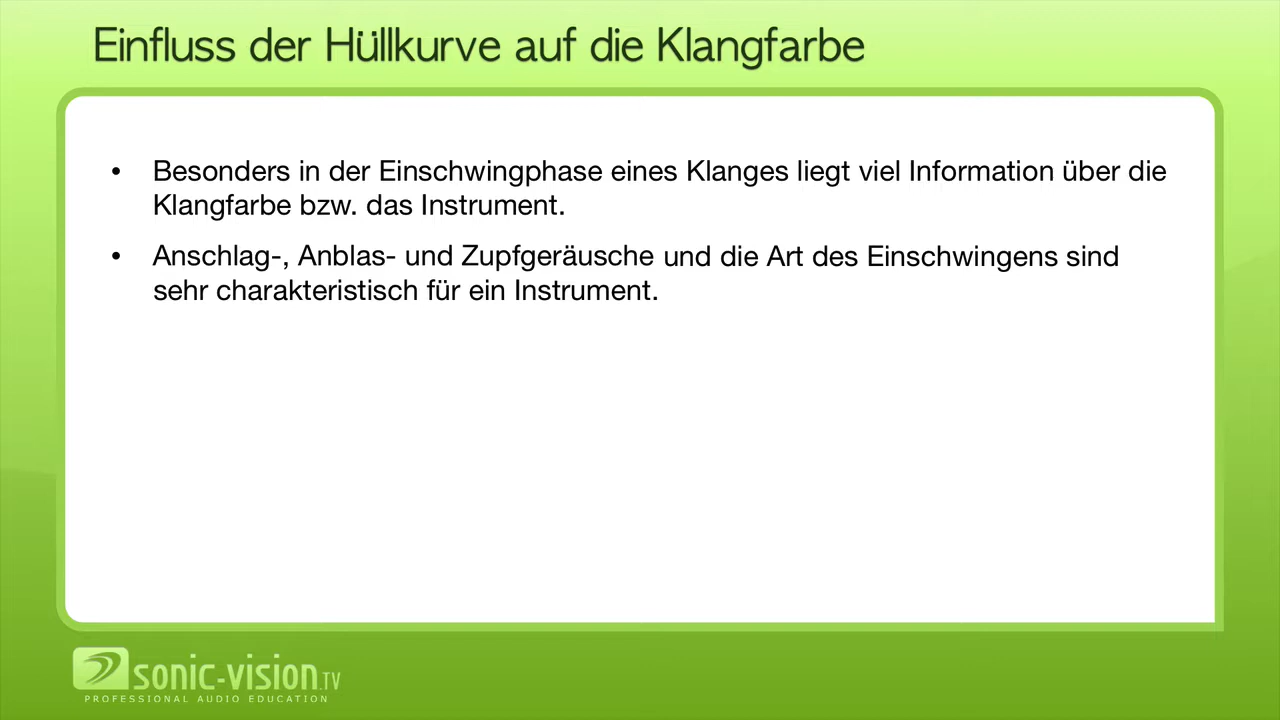 Einfluss der Hüllkurve auf die Klangfarbe
• Besonders in der Einschwingphase eines Klanges liegt viel Information über die
Klangfarbe bzw. das Instrument.
• Anschlag-, Anblas- und Zupfgeräusche und die Art des Einschwingens sind
sehr charakteristisch für ein Instrument.
sonic-vision.TV
PROFESSIONAL AUDIO EDUCATION